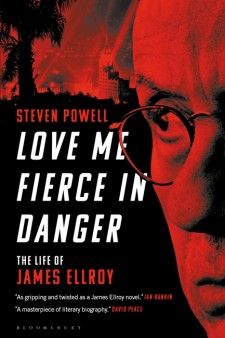 STEVEN POWELL
LOVE ME
FIERCE IN
DANGER
THE LIFE OF
JAMES ELLROY
"As gripping and twisted as a James Ellroy novel." IAN RANKIN
"A masterpiece of literary biography." DAVID PEACE
BLOOMSBURY